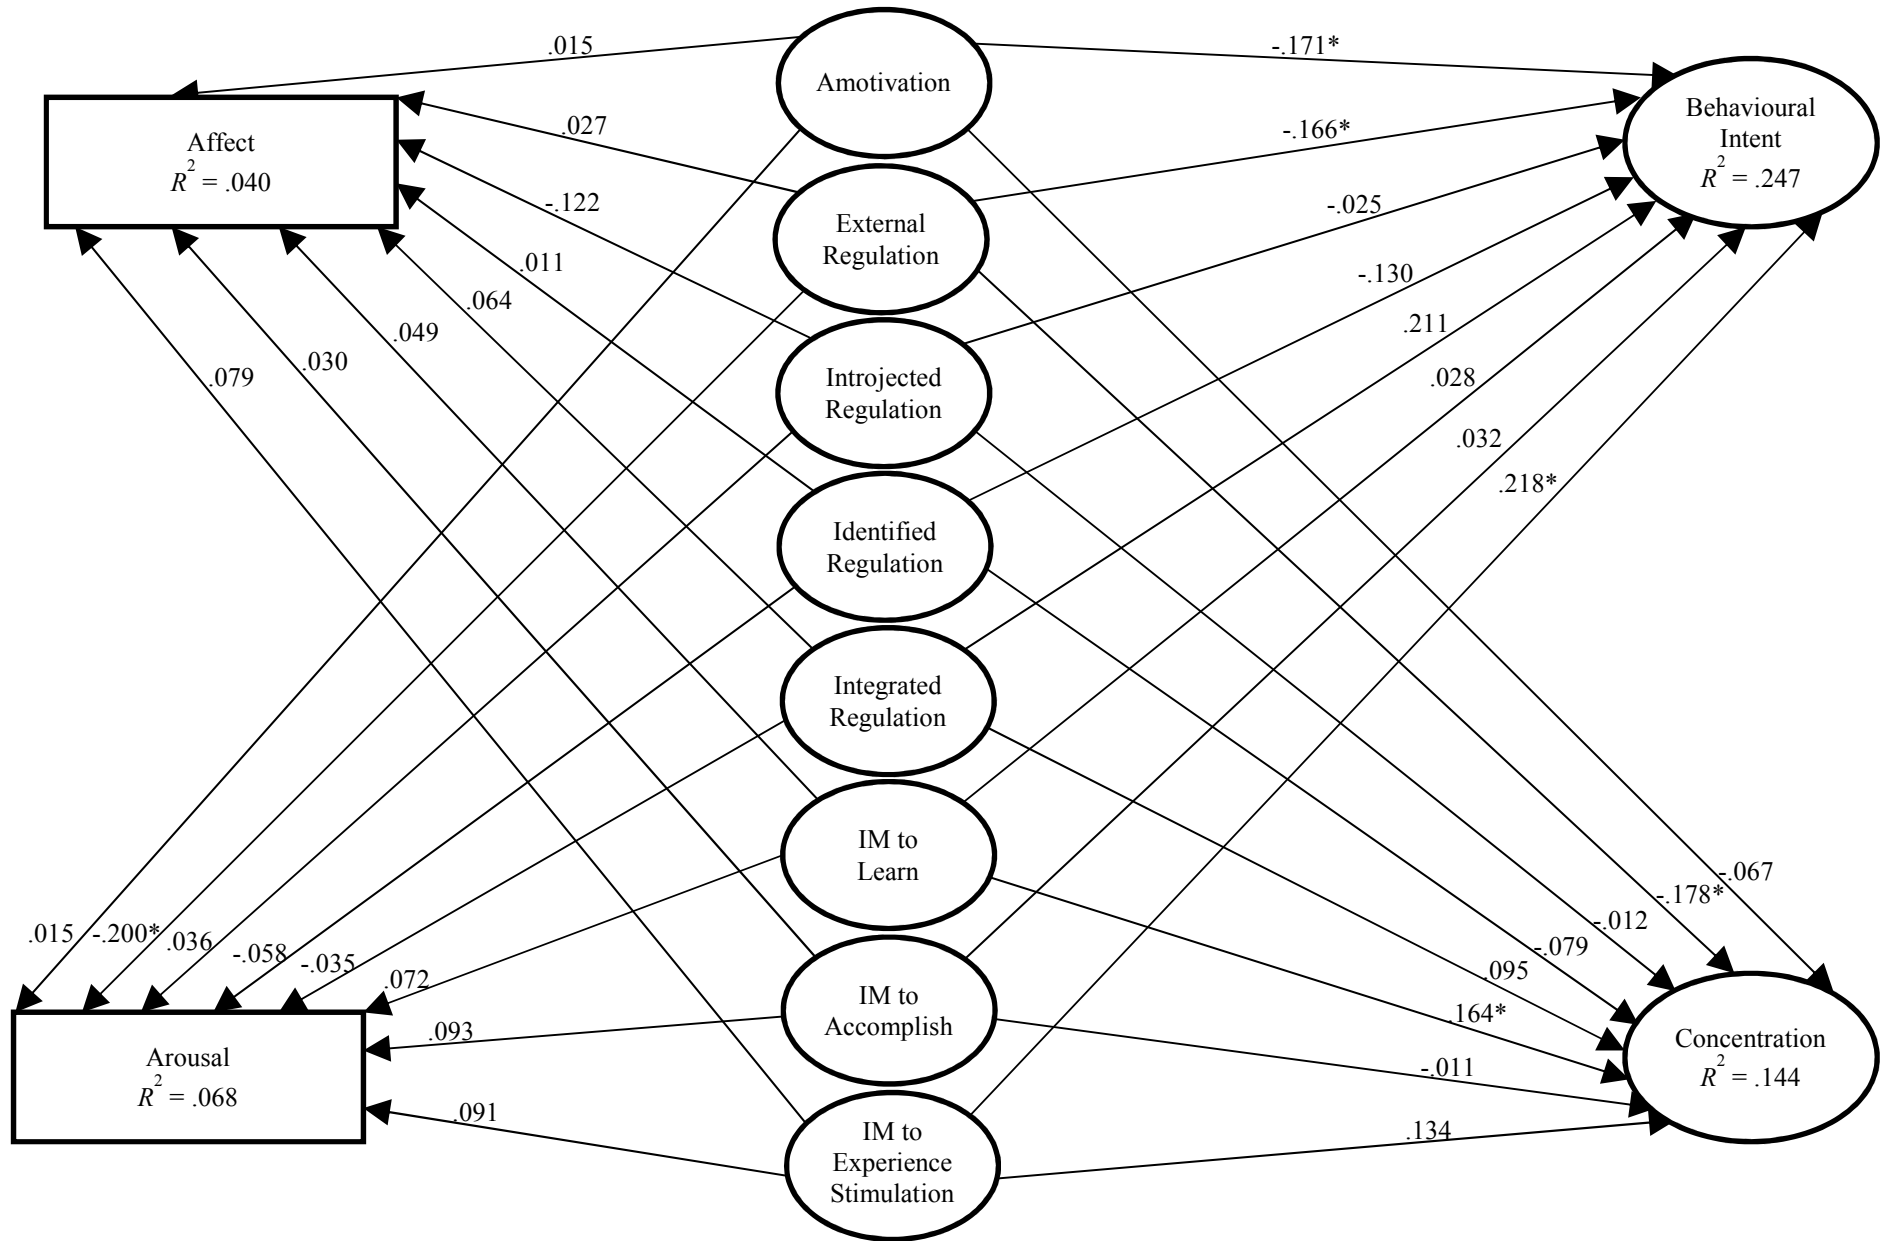 .015
-.171*
Amotivation
Behavioural
Intent
R² = .247
Affect
R² = .040
.027
-.166*
-.122
-.025
External
Regulation
.011
-.130
.064
.211
.049
.030
.028
.079
Introjected
Regulation
.032
.218*
Identified
Regulation
Integrated
Regulation
IM to
Learn
-.067
-.178*
-.012
-.079
.095
.164*
.015
-.200*
.036
-.058
-.035
.072
IM to
Accomplish
.093
Arousal
R² = .068
Concentration
R² = .144
-.011
.091
.134
IM to
Experience
Stimulation